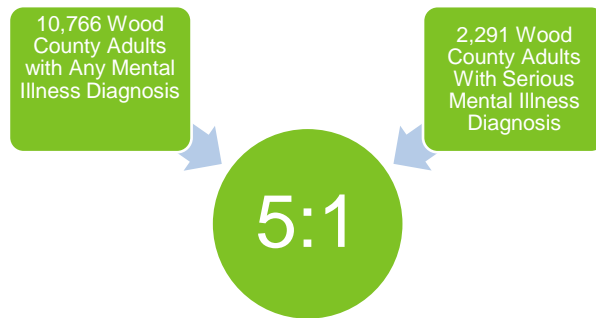 10,766 Wood
County Adults
with Any Mental
Illness Diagnosis
2,291 Wood
County Adults
With Serious
Mental Illness
Diagnosis
5:1